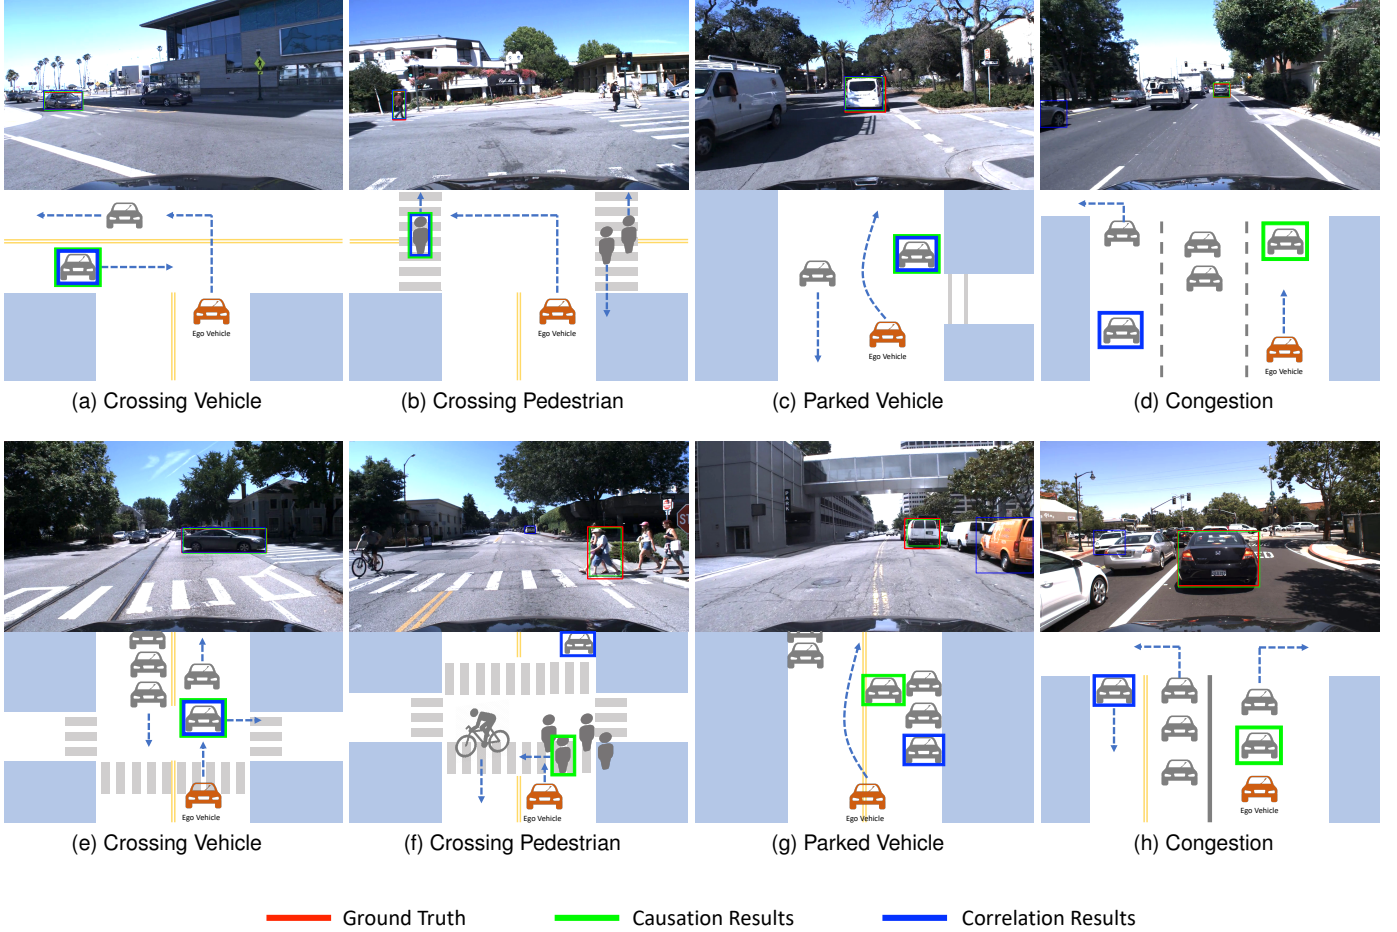 Ego Vehicle
Ego Vehicle
Ego Vehicle
Ego Vehicle
(a) Crossing Vehicle
(b) Crossing Pedestrian
(c) Parked Vehicle
(d) Congestion
Ego Vehicle
Ego Vehicle
Ego Vehicle
Ego Vehicle
(e) Crossing Vehicle
(f) Crossing Pedestrian
(g) Parked Vehicle
(h) Congestion
Ground Truth
Causation Results
Correlation Results